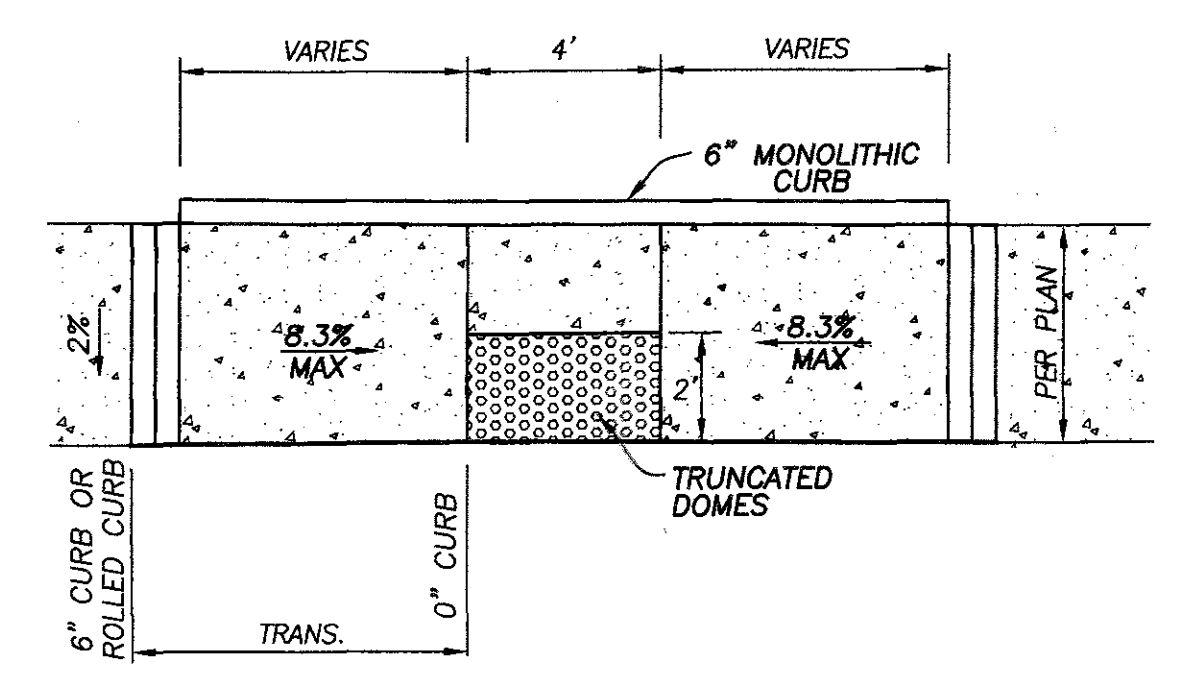 VARIES
4'
VARIES
6" MONOLITHIC
CURB
2%
8.3%
MAX
2'
8.3%
MAX
PER PLAN
TRUNCATED
DOMES
6" CURB OR
ROLLED CURB
0" CURB
TRANS.